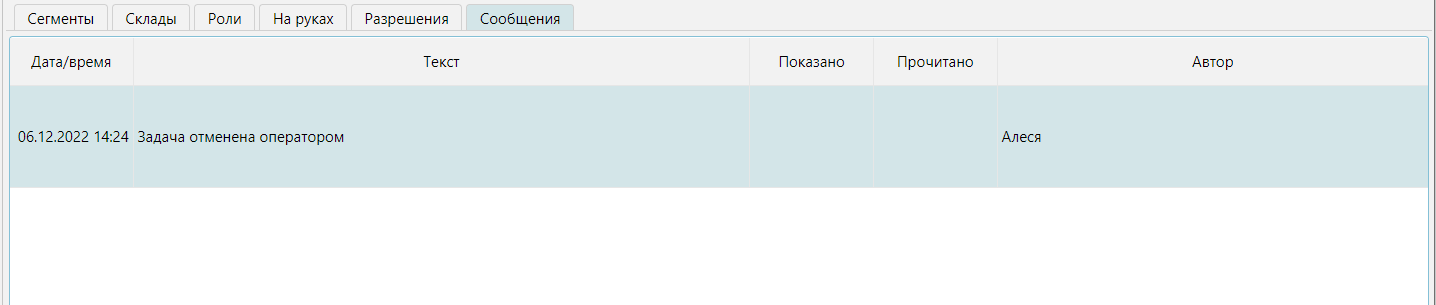 Сегменты Склады Роли На руках Разрешения Сообщения
Дата/время Текст Показано Прочитано Автор
06.12.2022 14:24 Задача отменена оператором Алеся